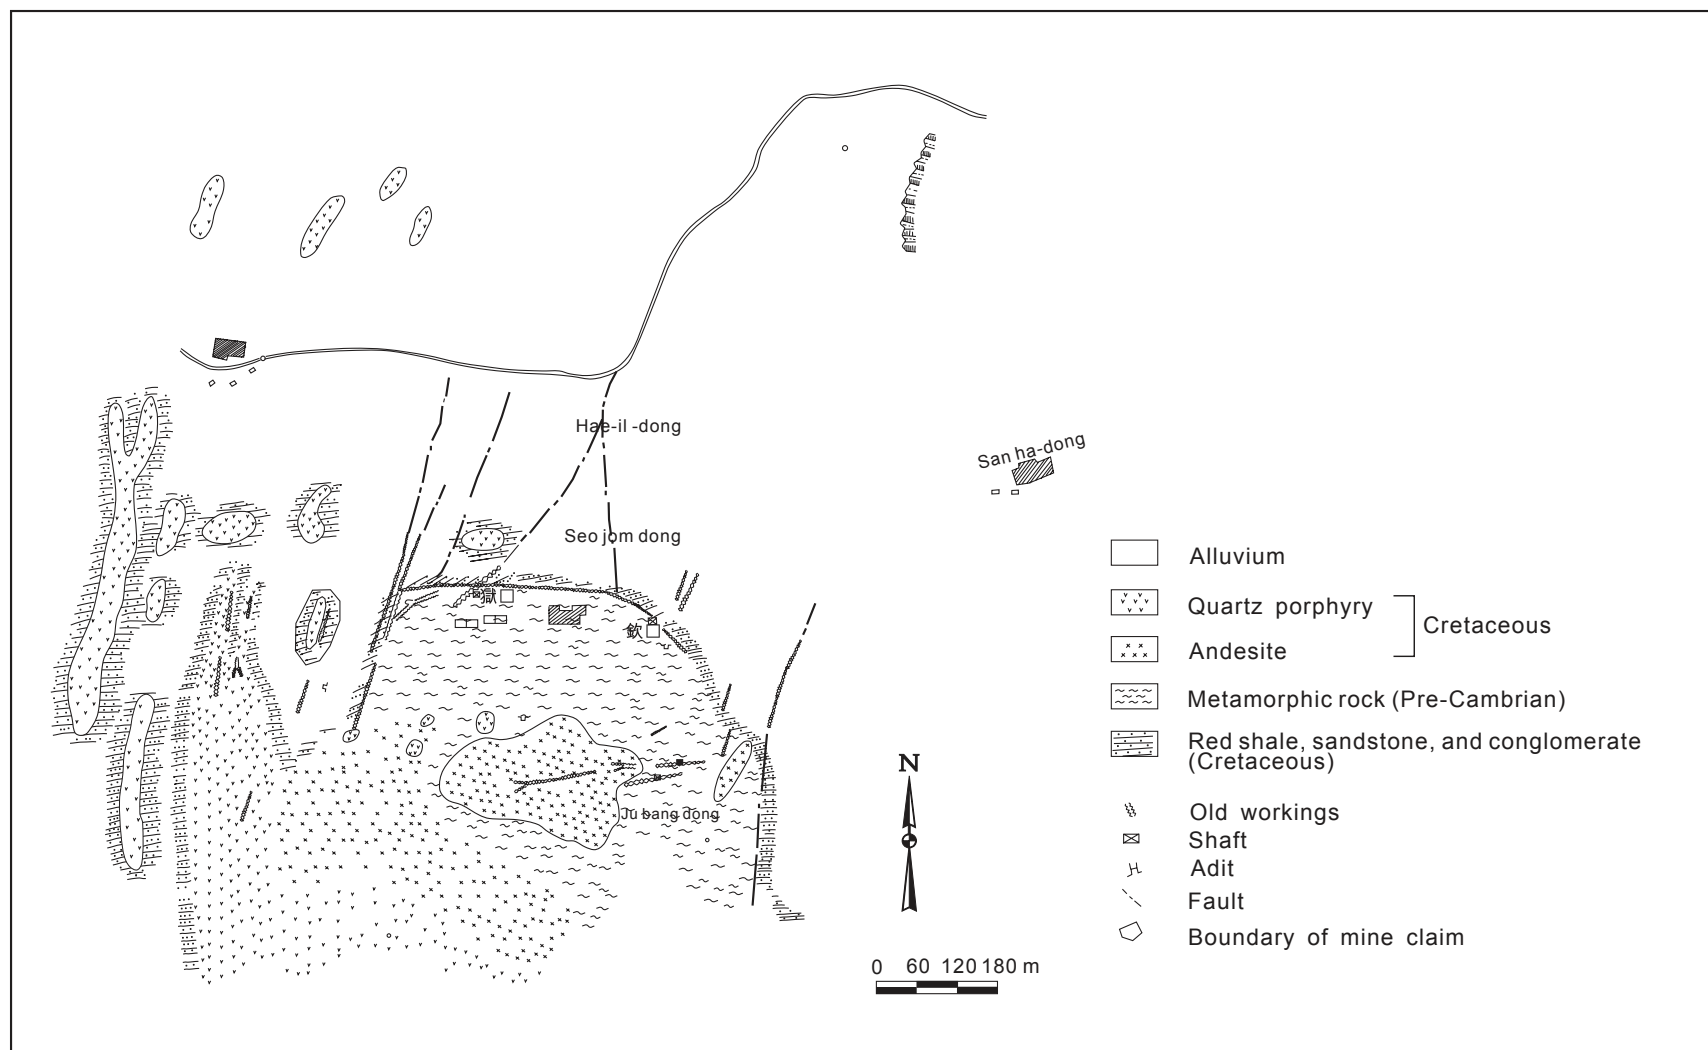 Hae-il -dong
San ha-dong
Seo jom dong
獄
欽
Ju bang dong
Alluvium
Quartz porphyry
Cretaceous
Andesite
Metamorphic rock (Pre-Cambrian)
Red shale, sandstone, and conglomerate
(Cretaceous)
N
Old workings
Shaft
Adit
Fault
Boundary of mine claim
0 60 120 180 m